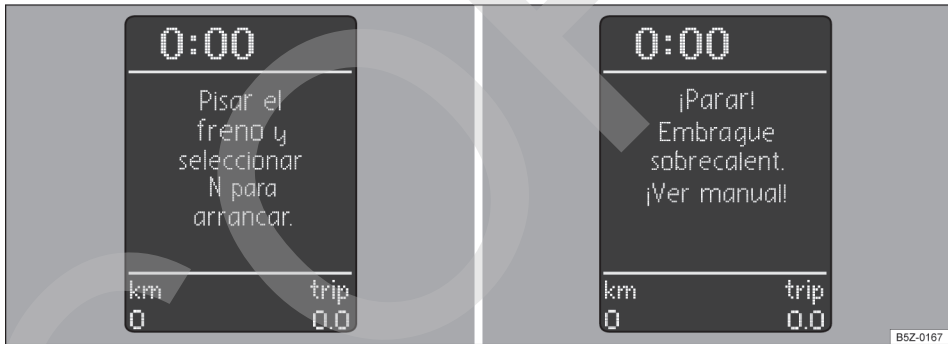 0:00
Pisar el
freno y
seleccionar
N para
arrancar.
km trip
0 0.0
0:00
¡Parar!
Embrague
sobrecalent.
¡Ver manual!
km trip
0 0.0
B5Z-0167